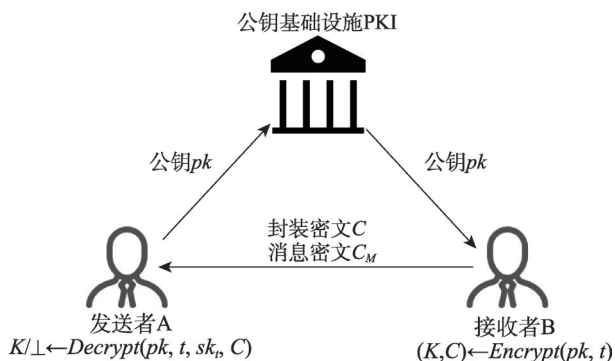 公钥基础设施PKI
公钥pk
公钥pk
封装密文C
消息密文C_M
发送者A
接收者B
K/⊥←Decrypt(pk, t, sk_t, C)
(K,C)←Encrypt(pk, t)